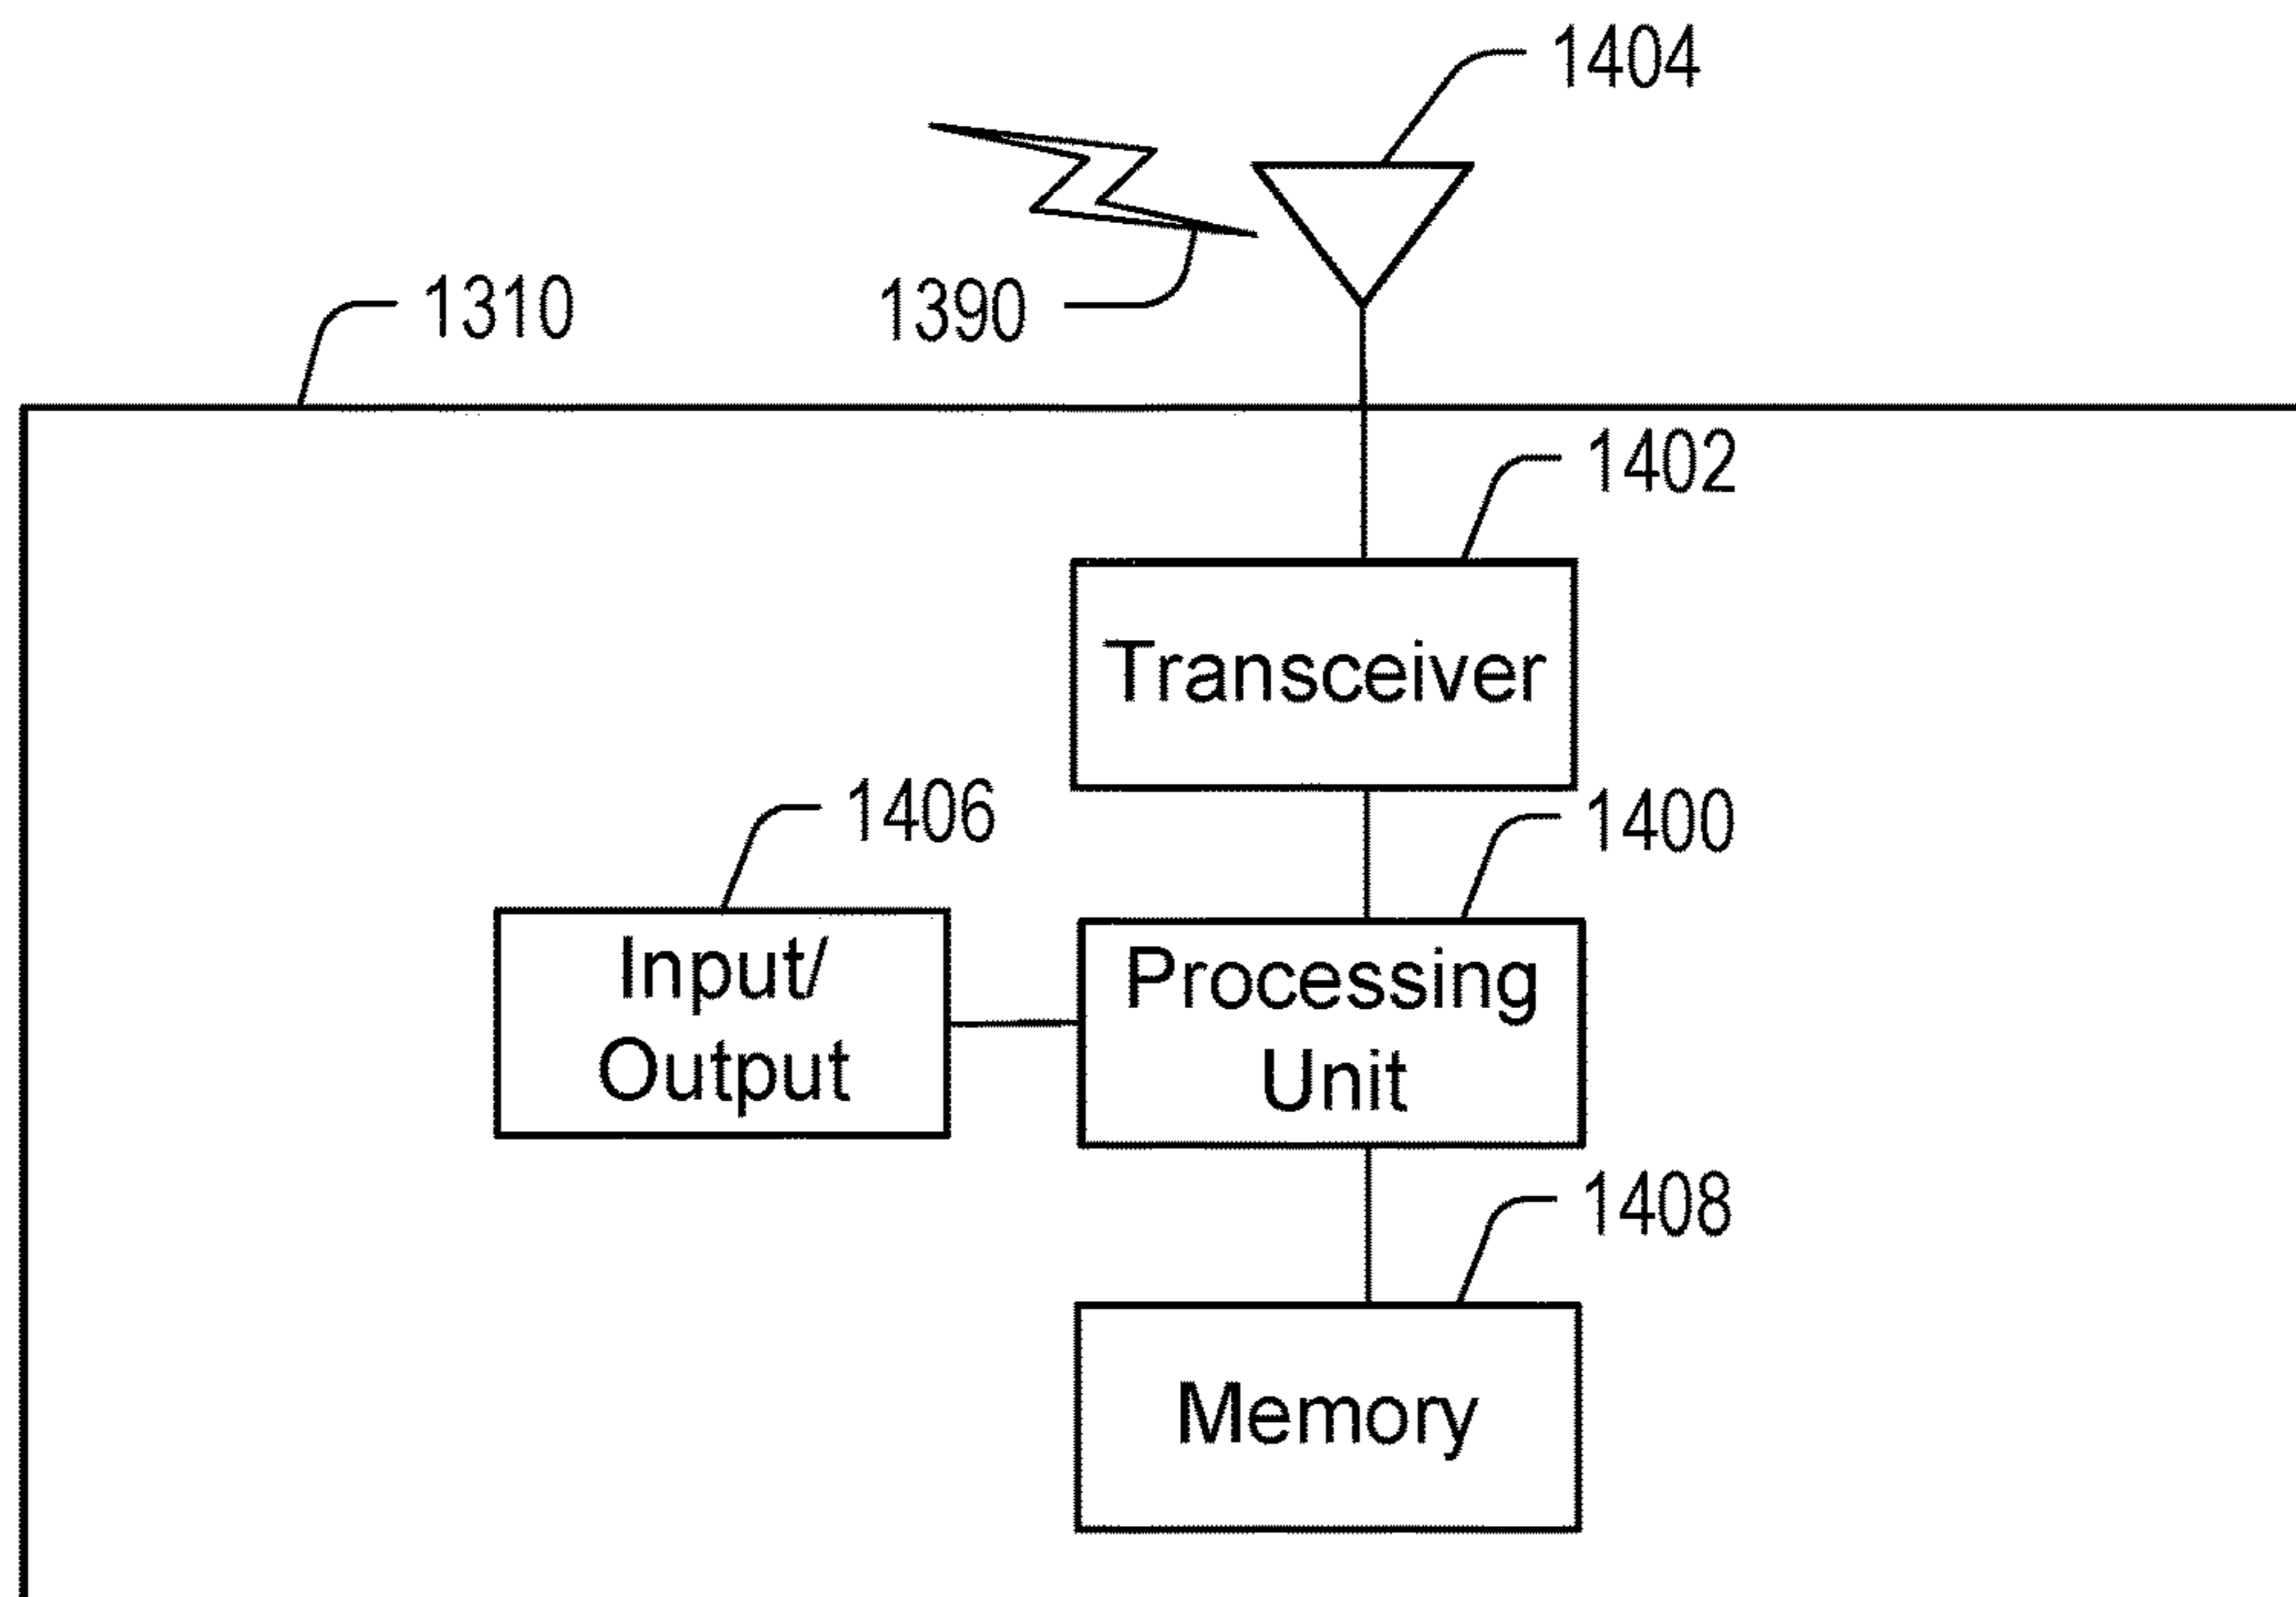 1404
1390
1310
1402
Transceiver
1406
1400
Input/
Output
Processing
Unit
1408
Memory